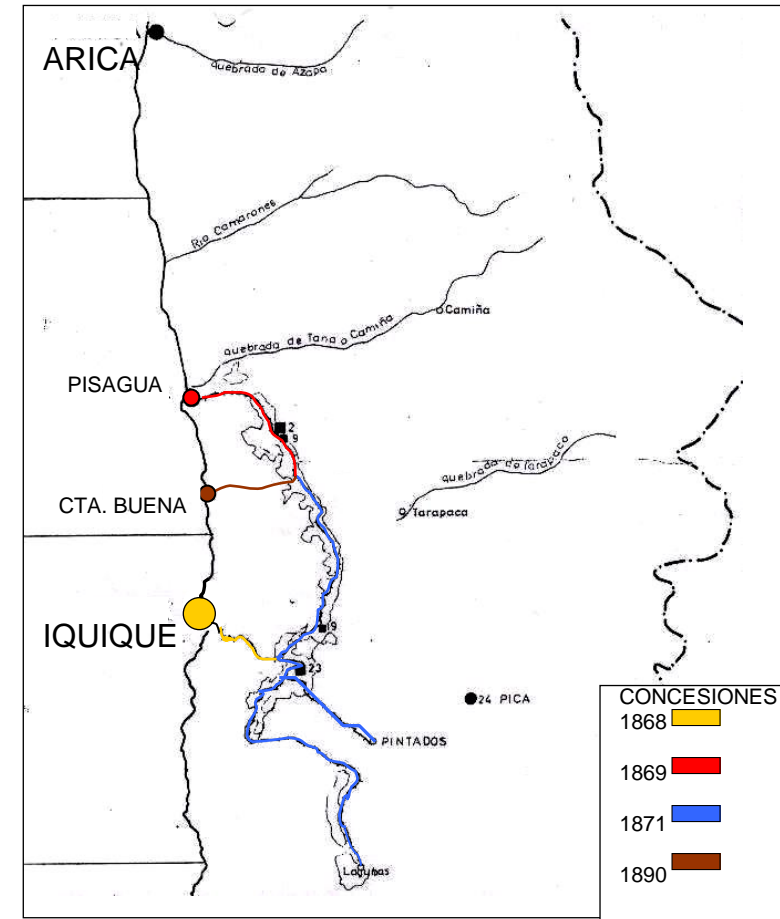 ARICA
quebrada de Azapa
Rio Camarones
quebrada de Tana o Camiña
Camiña
PISAGUA
2
9
quebrada de Tarapaca
CTA. BUENA
Tarapaca
IQUIQUE
19
23
24 PICA
PINTADOS
Lagunas
CONCESIONES
1868
1869
1871
1890